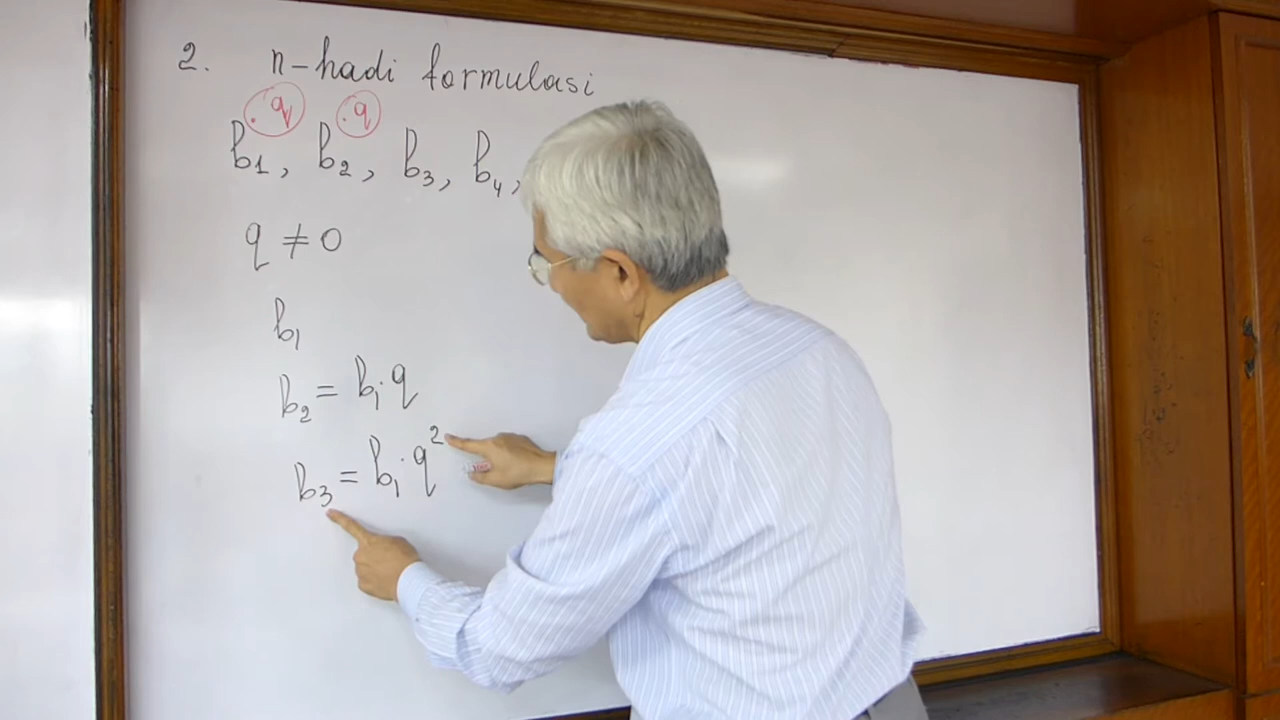 2. n-hadi formulasi
· q · q
b₁, b₂, b₃, b₄,
q ≠ 0
b₁
b₂ = b₁ · q
b₃ = b₁ · q²